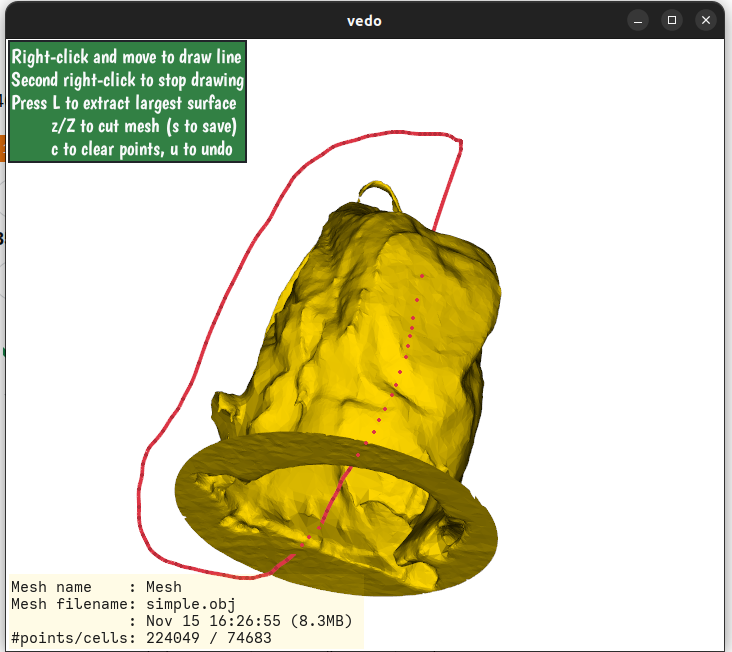 vedo
Right-click and move to draw line
Second right-click to stop drawing
Press L to extract largest surface
z/Z to cut mesh (s to save)
c to clear points, u to undo
Mesh name    : Mesh
Mesh filename: simple.obj
             : Nov 15 16:26:55 (8.3MB)
#points/cells: 224049 / 74683